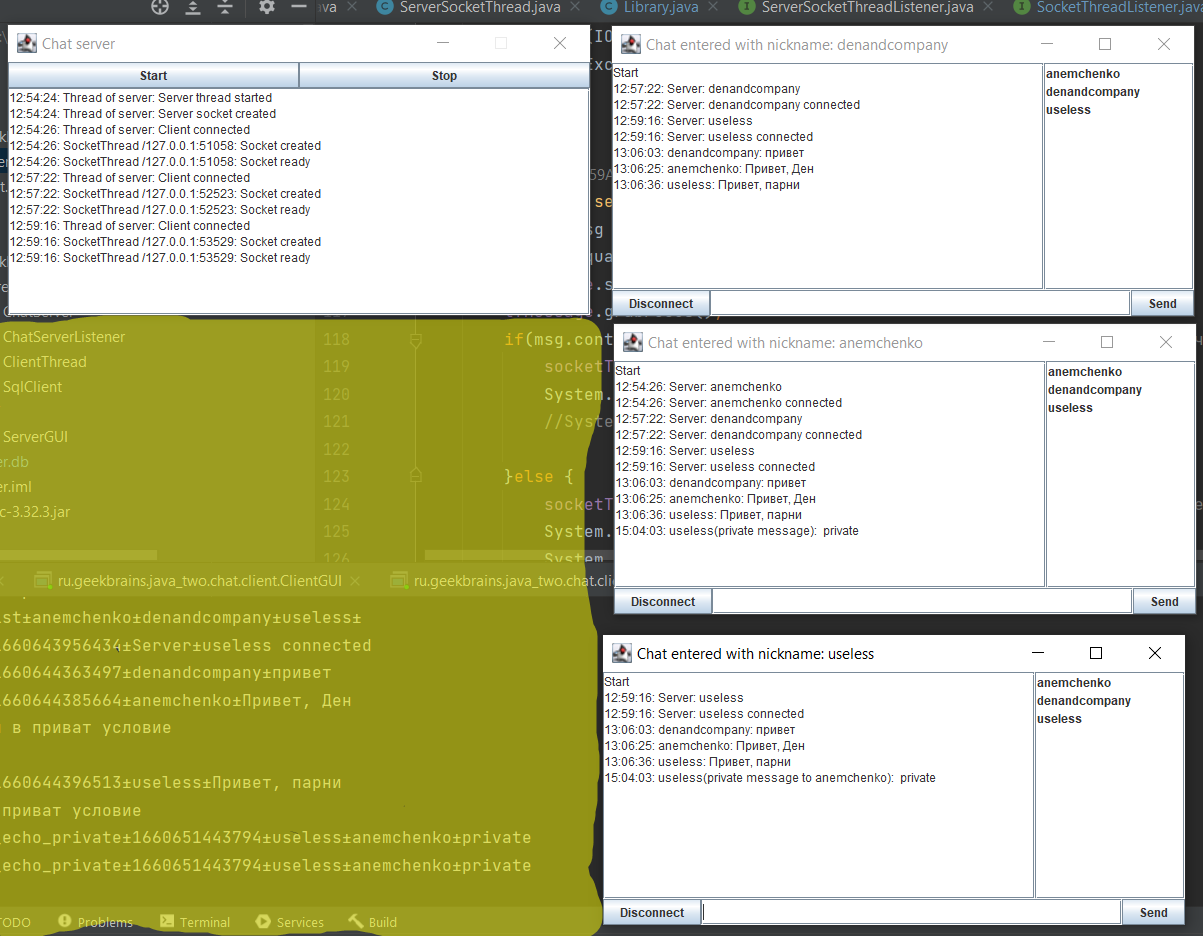 ava
ServerSocketThread.java
Library.java
ServerSocketThreadListener.java
SocketThreadListener.java
Chat server
Start
Stop
12:54:24: Thread of server: Server thread started
12:54:24: Thread of server: Server socket created
12:54:26: Thread of server: Client connected
12:54:26: SocketThread /127.0.0.1:51058: Socket created
12:54:26: SocketThread /127.0.0.1:51058: Socket ready
12:57:22: Thread of server: Client connected
12:57:22: SocketThread /127.0.0.1:52523: Socket created
12:57:22: SocketThread /127.0.0.1:52523: Socket ready
12:59:16: Thread of server: Client connected
12:59:16: SocketThread /127.0.0.1:53529: Socket created
12:59:16: SocketThread /127.0.0.1:53529: Socket ready
Chat entered with nickname: denandcompany
Start
12:57:22: Server: denandcompany
12:57:22: Server: denandcompany connected
12:59:16: Server: useless
12:59:16: Server: useless connected
13:06:03: denandcompany: привет
13:06:25: anemchenko: Привет, Ден
13:06:36: useless: Привет, парни
anemchenko
denandcompany
useless
Disconnect
Send
ChatServerListener
ClientThread
SqlClient
ServerGUI
er.db
er.iml
c-3.32.3.jar
118 if(msg.cont
119 socketT
120 System.
121 //Syste
122
123 }else {
124 socketT
125 System.
126 System
Chat entered with nickname: anemchenko
Start
12:54:26: Server: anemchenko
12:54:26: Server: anemchenko connected
12:57:22: Server: denandcompany
12:57:22: Server: denandcompany connected
12:59:16: Server: useless
12:59:16: Server: useless connected
13:06:03: denandcompany: привет
13:06:25: anemchenko: Привет, Ден
13:06:36: useless: Привет, парни
15:04:03: useless(private message):  private
anemchenko
denandcompany
useless
Disconnect
Send
ru.geekbrains.java_two.chat.client.ClientGUI
ru.geekbrains.java_two.chat.clie
ist±anemchenko±denandcompany±useless±
1660643956434±Server±useless connected
1660644363497±denandcompany±привет
1660644385664±anemchenko±Привет, Ден
в приват условие
1660644396513±useless±Привет, парни
приват условие
echo_private±1660651443794±useless±anemchenko±private
echo_private±1660651443794±useless±anemchenko±private
Chat entered with nickname: useless
Start
12:59:16: Server: useless
12:59:16: Server: useless connected
13:06:03: denandcompany: привет
13:06:25: anemchenko: Привет, Ден
13:06:36: useless: Привет, парни
15:04:03: useless(private message to anemchenko):  private
anemchenko
denandcompany
useless
Disconnect
Send
TODO
Problems
Terminal
Services
Build